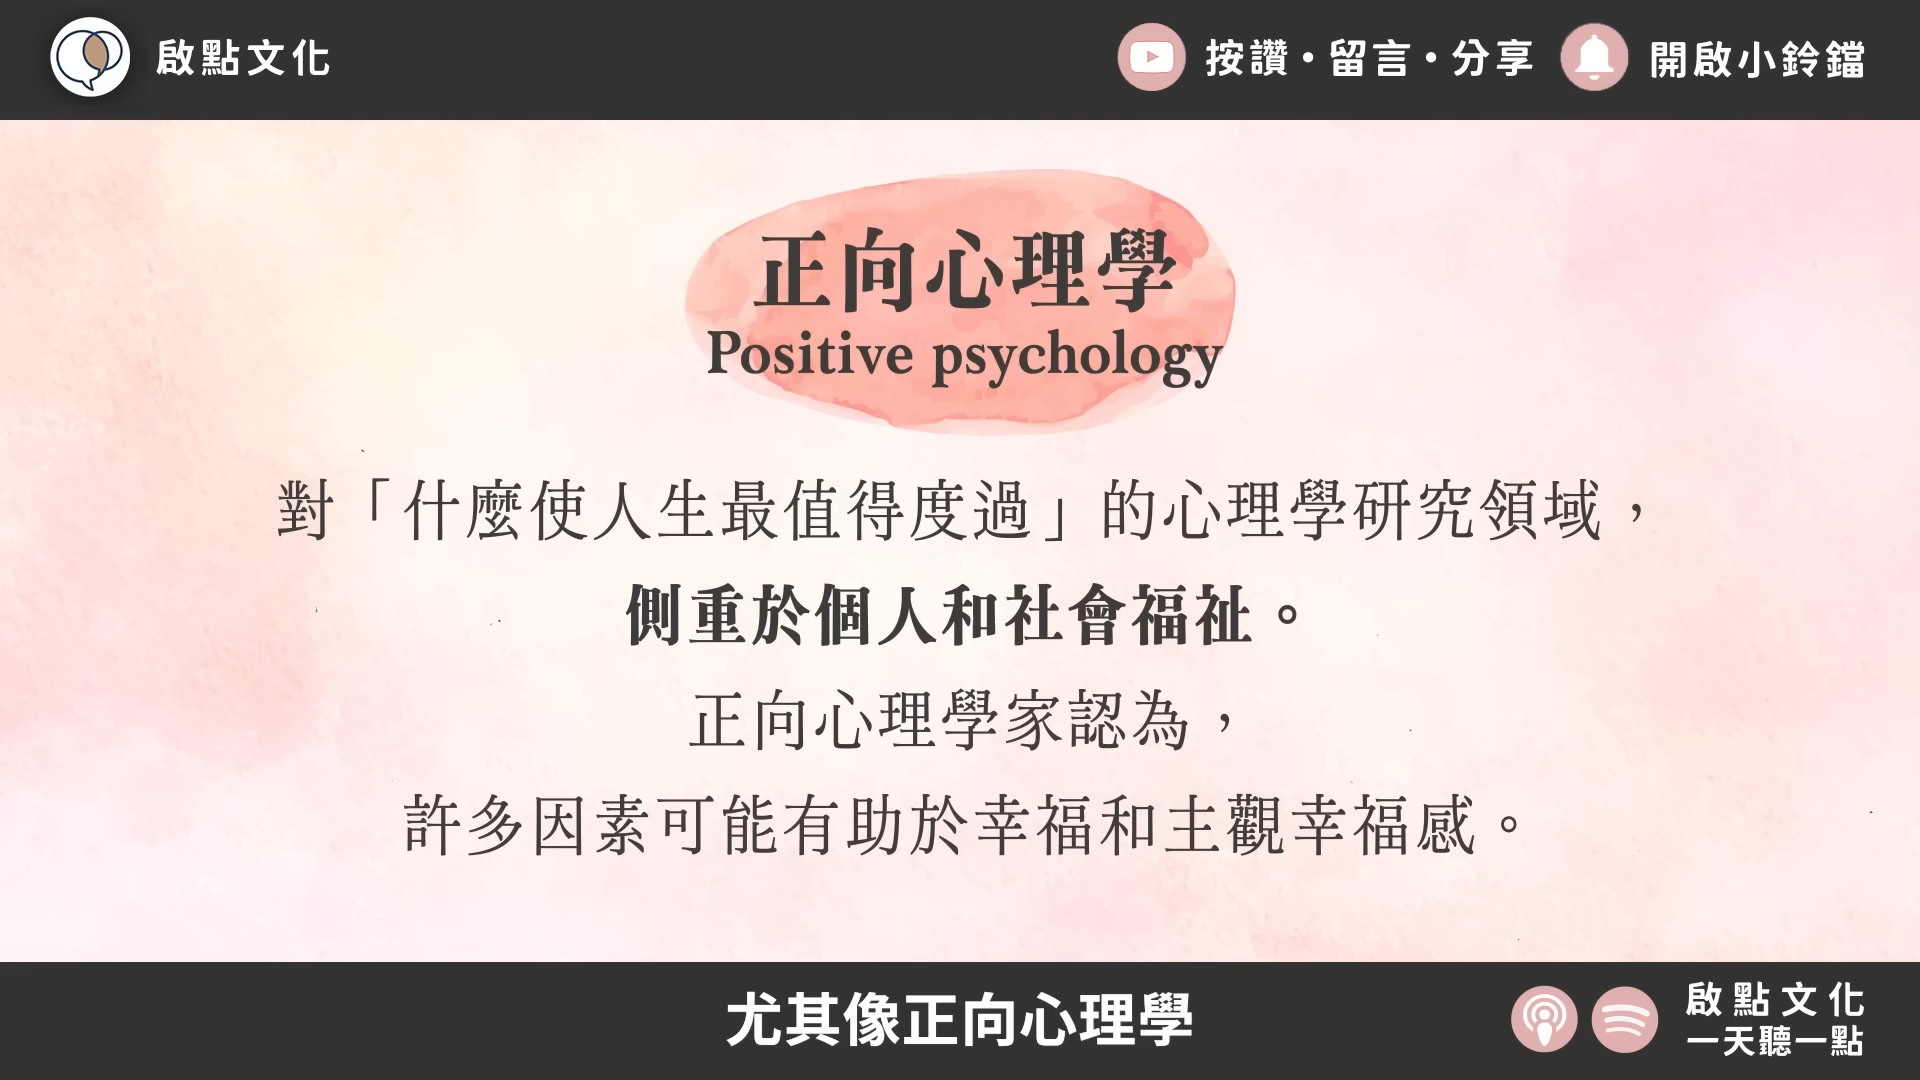 啟點文化
按讚・留言・分享
開啟小鈴鐺
正向心理學
Positive psychology
對「什麼使人生最值得度過」的心理學研究領域，
側重於個人和社會福祉。
正向心理學家認為，
許多因素可能有助於幸福和主觀幸福感。
尤其像正向心理學
啟點文化
一天聽一點